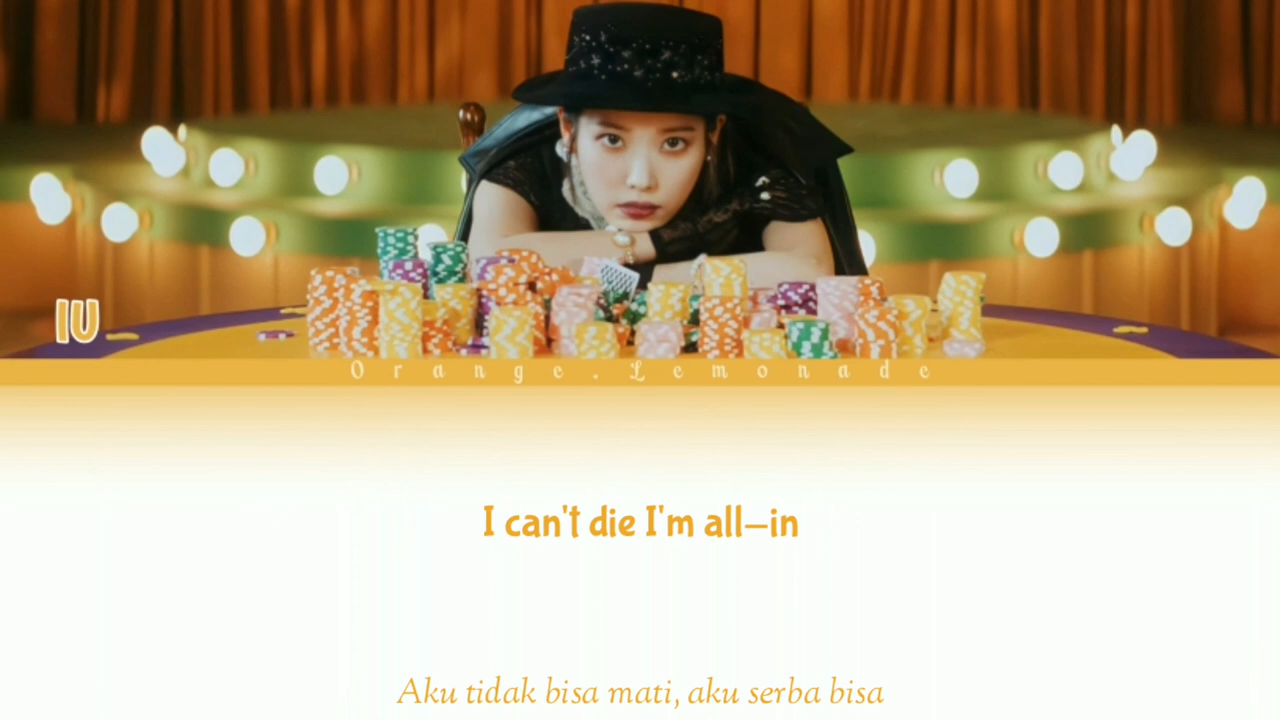 IU
Orange.Lemonade
I can't die I'm all-in
Aku tidak bisa mati, aku serba bisa